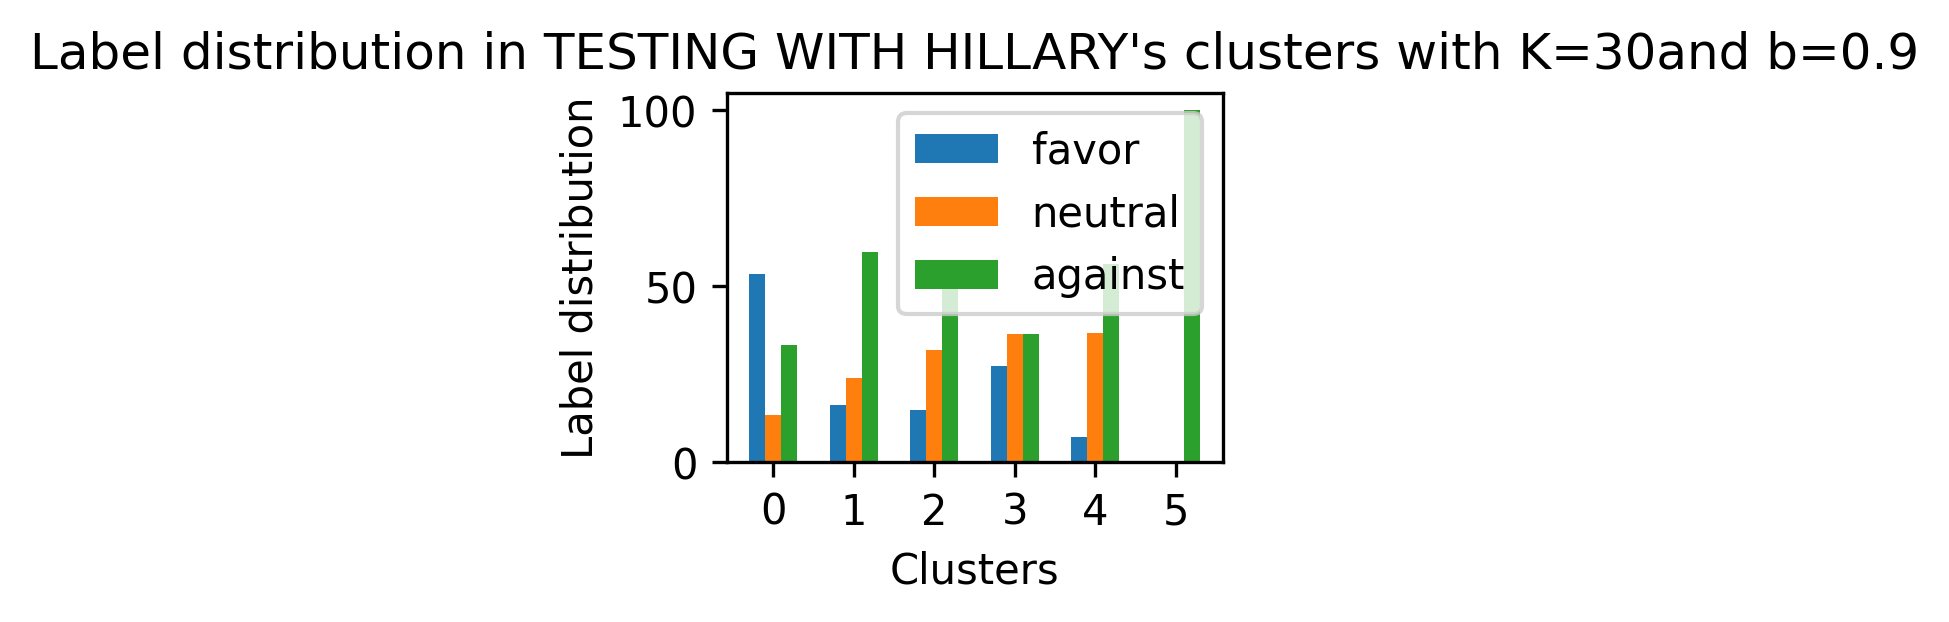 Label distribution in TESTING WITH HILLARY's clusters with K=30and b=0.9
Label distribution
100
50
0
favor
neutral
against
0 1 2 3 4 5
Clusters